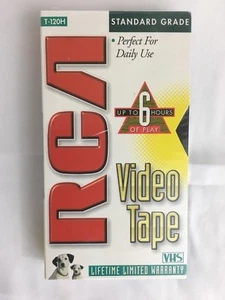 T-120H
STANDARD GRADE
• Perfect For
Daily Use
RCA
UP TO 6 HOURS
OF PLAY
Video
Tape
VHS
LIFETIME LIMITED WARRANTY